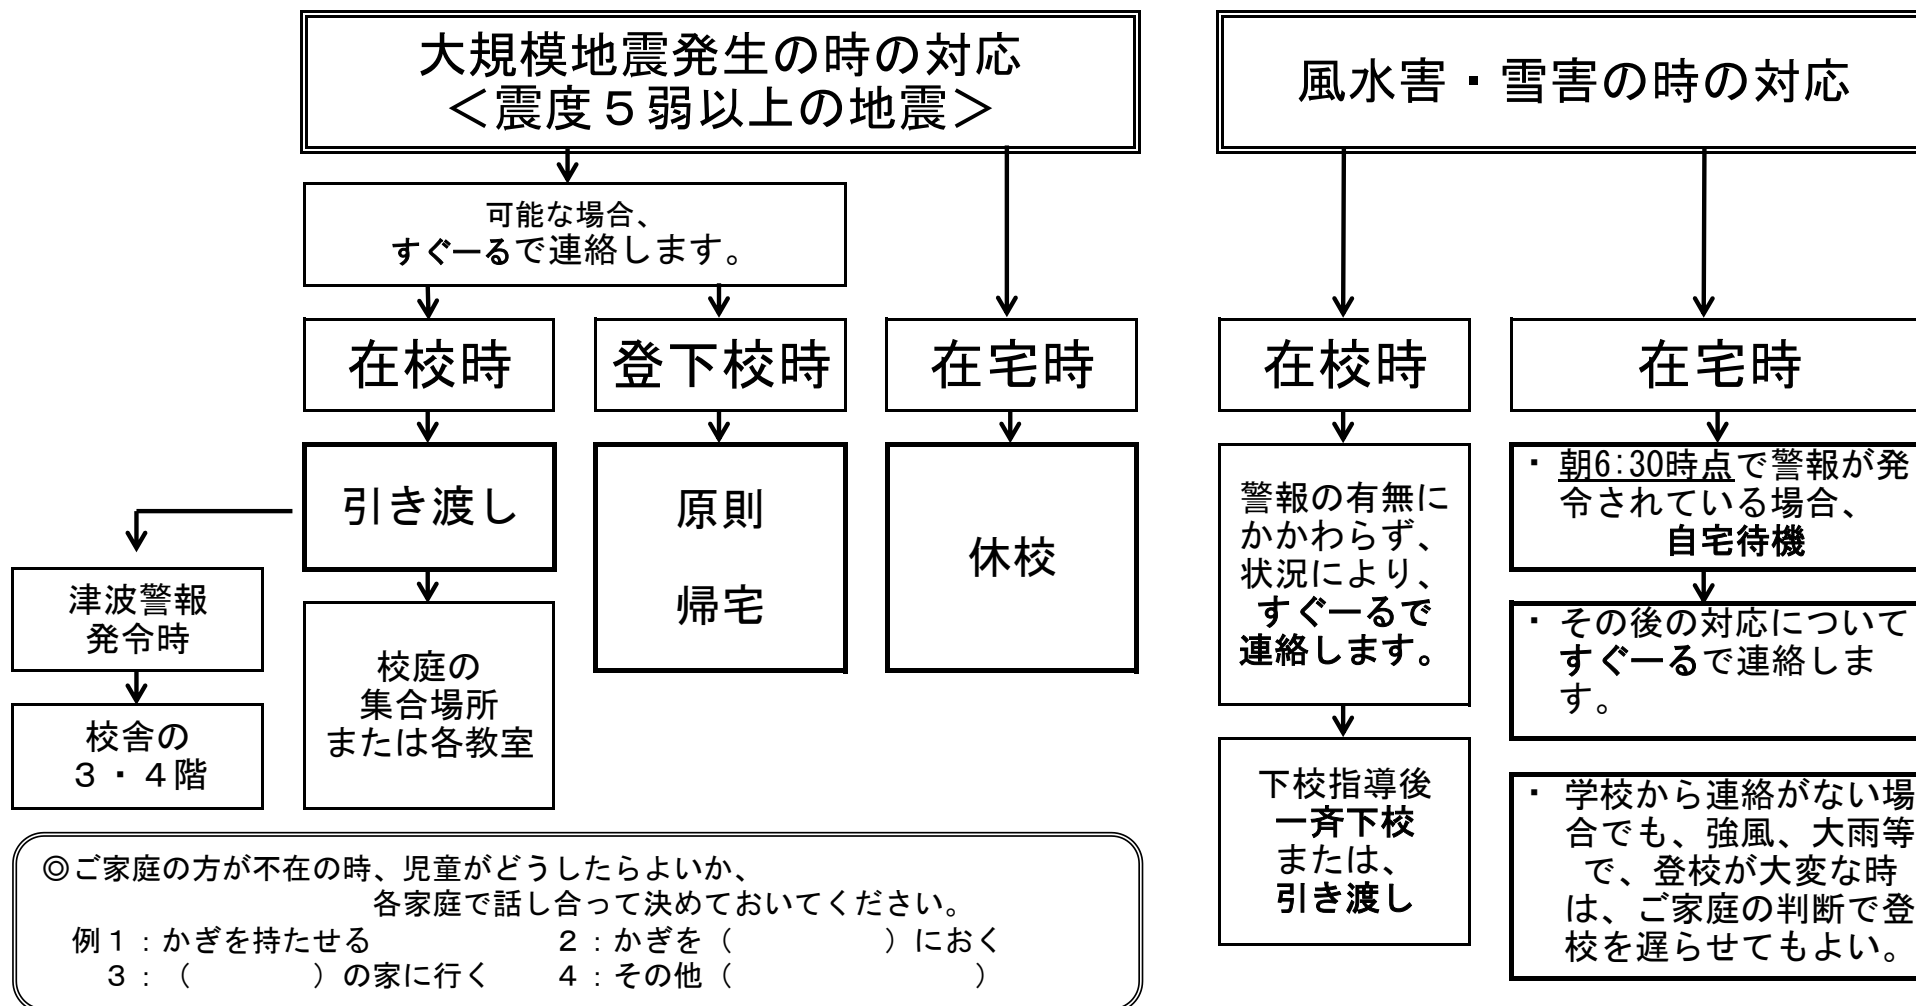 大規模地震発生の時の対応
＜震度５弱以上の地震＞
可能な場合、
すぐーるで連絡します。
在校時
登下校時
在宅時
引き渡し
原則
帰宅
休校
津波警報
発令時
校舎の
３・４階
校庭の
集合場所
または各教室
◎ご家庭の方が不在の時、児童がどうしたらよいか、
各家庭で話し合って決めておいてください。
例１：かぎを持たせる　２：かぎを（　　　　）におく
３：（　　　　）の家に行く　４：その他（　　　　　　　）
風水害・雪害の時の対応
在校時
在宅時
警報の有無に
かかわらず、
状況により、
すぐーるで
連絡します。
下校指導後
一斉下校
または、
引き渡し
・ 朝6:30時点で警報が発
令されている場合、
自宅待機
・ その後の対応について
すぐーるで連絡しま
す。
・ 学校から連絡がない場
合でも、強風、大雨等
で、登校が大変な時
は、ご家庭の判断で登
校を遅らせてもよい。